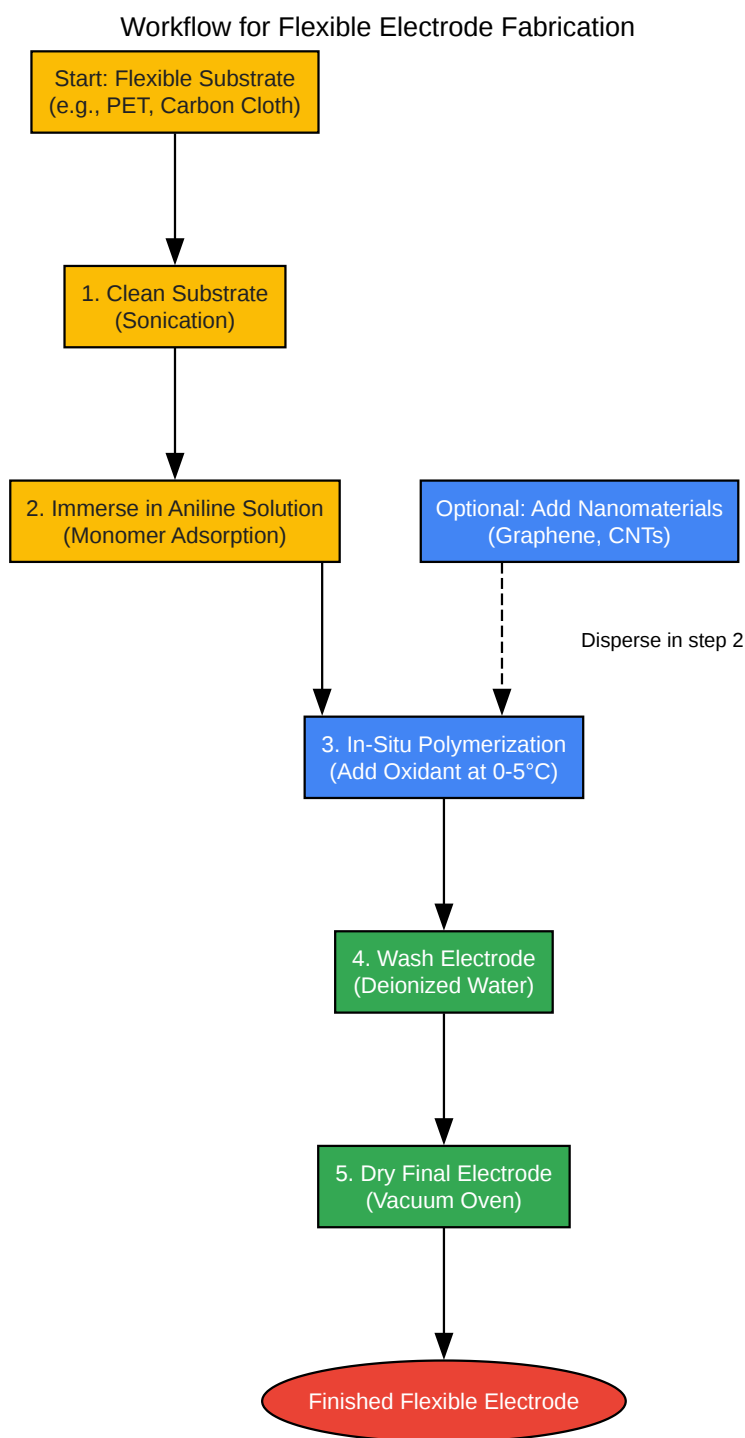 Workflow for Flexible Electrode Fabrication
Start: Flexible Substrate
(e.g., PET, Carbon Cloth)
1. Clean Substrate
(Sonication)
2. Immerse in Aniline Solution
(Monomer Adsorption)
Optional: Add Nanomaterials
(Graphene, CNTs)
Disperse in step 2
3. In-Situ Polymerization
(Add Oxidant at 0-5°C)
4. Wash Electrode
(Deionized Water)
5. Dry Final Electrode
(Vacuum Oven)
Finished Flexible Electrode